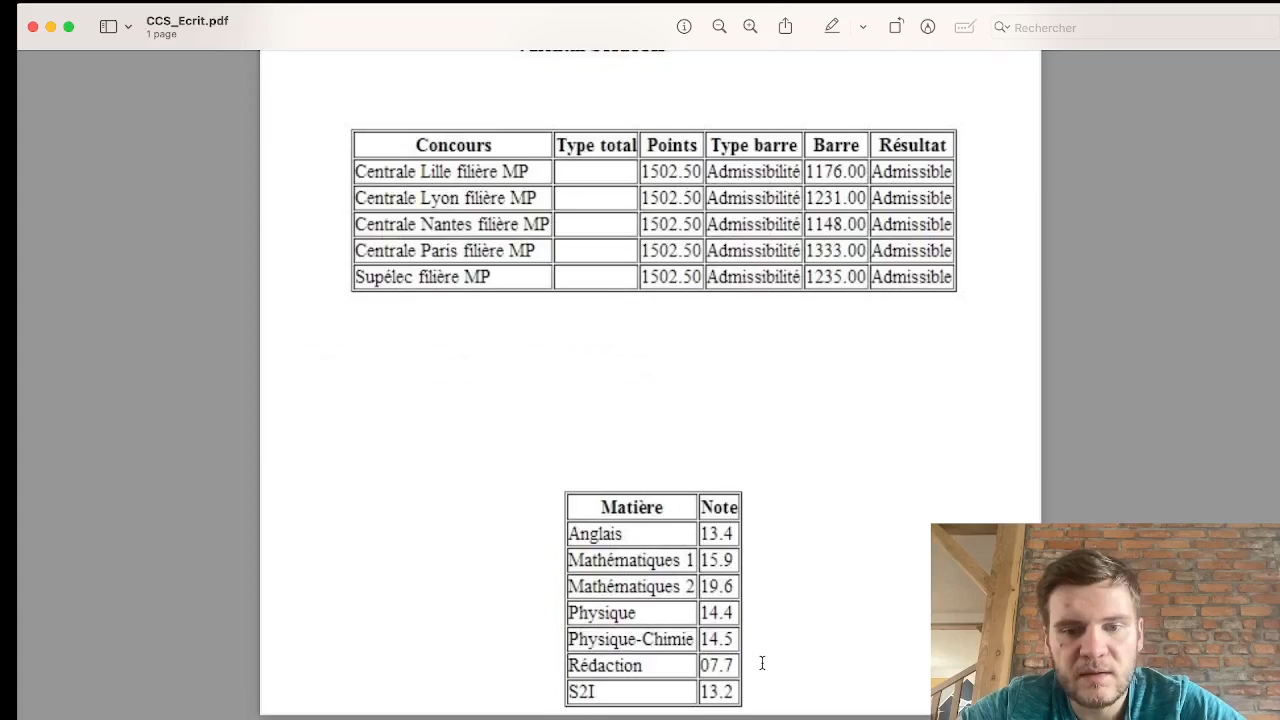 CCS_Ecrit.pdf
1 page
Rechercher
Concours Type total Points Type barre Barre Résultat
Centrale Lille filière MP 1502.50 Admissibilité 1176.00 Admissible
Centrale Lyon filière MP 1502.50 Admissibilité 1231.00 Admissible
Centrale Nantes filière MP 1502.50 Admissibilité 1148.00 Admissible
Centrale Paris filière MP 1502.50 Admissibilité 1333.00 Admissible
Supélec filière MP 1502.50 Admissibilité 1235.00 Admissible
Matière Note
Anglais 13.4
Mathématiques 1 15.9
Mathématiques 2 19.6
Physique 14.4
Physique-Chimie 14.5
Rédaction 07.7
S2I 13.2